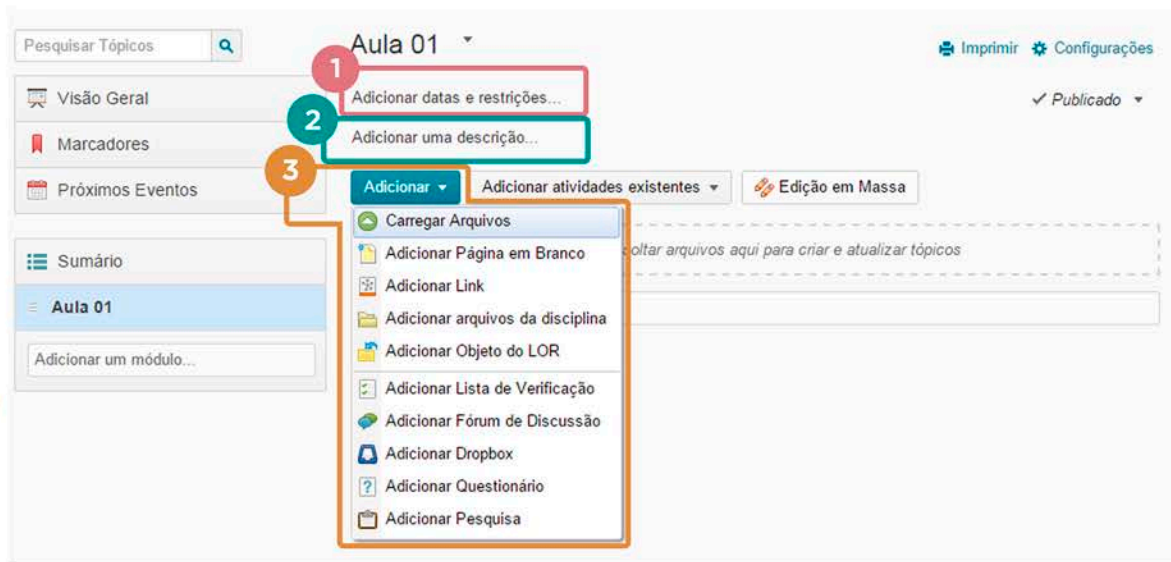 Pesquisar Tópicos
Visão Geral
Marcadores
Próximos Eventos
Sumário
Aula 01
Adicionar um módulo...
Aula 01
Imprimir Configurações
1
Adicionar datas e restrições...
Publicado
2
Adicionar uma descrição...
3
Adicionar Adicionar atividades existentes Edição em Massa
oltar arquivos aqui para criar e atualizar tópicos
Carregar Arquivos
Adicionar Página em Branco
Adicionar Link
Adicionar arquivos da disciplina
Adicionar Objeto do LOR
Adicionar Lista de Verificação
Adicionar Fórum de Discussão
Adicionar Dropbox
Adicionar Questionário
Adicionar Pesquisa